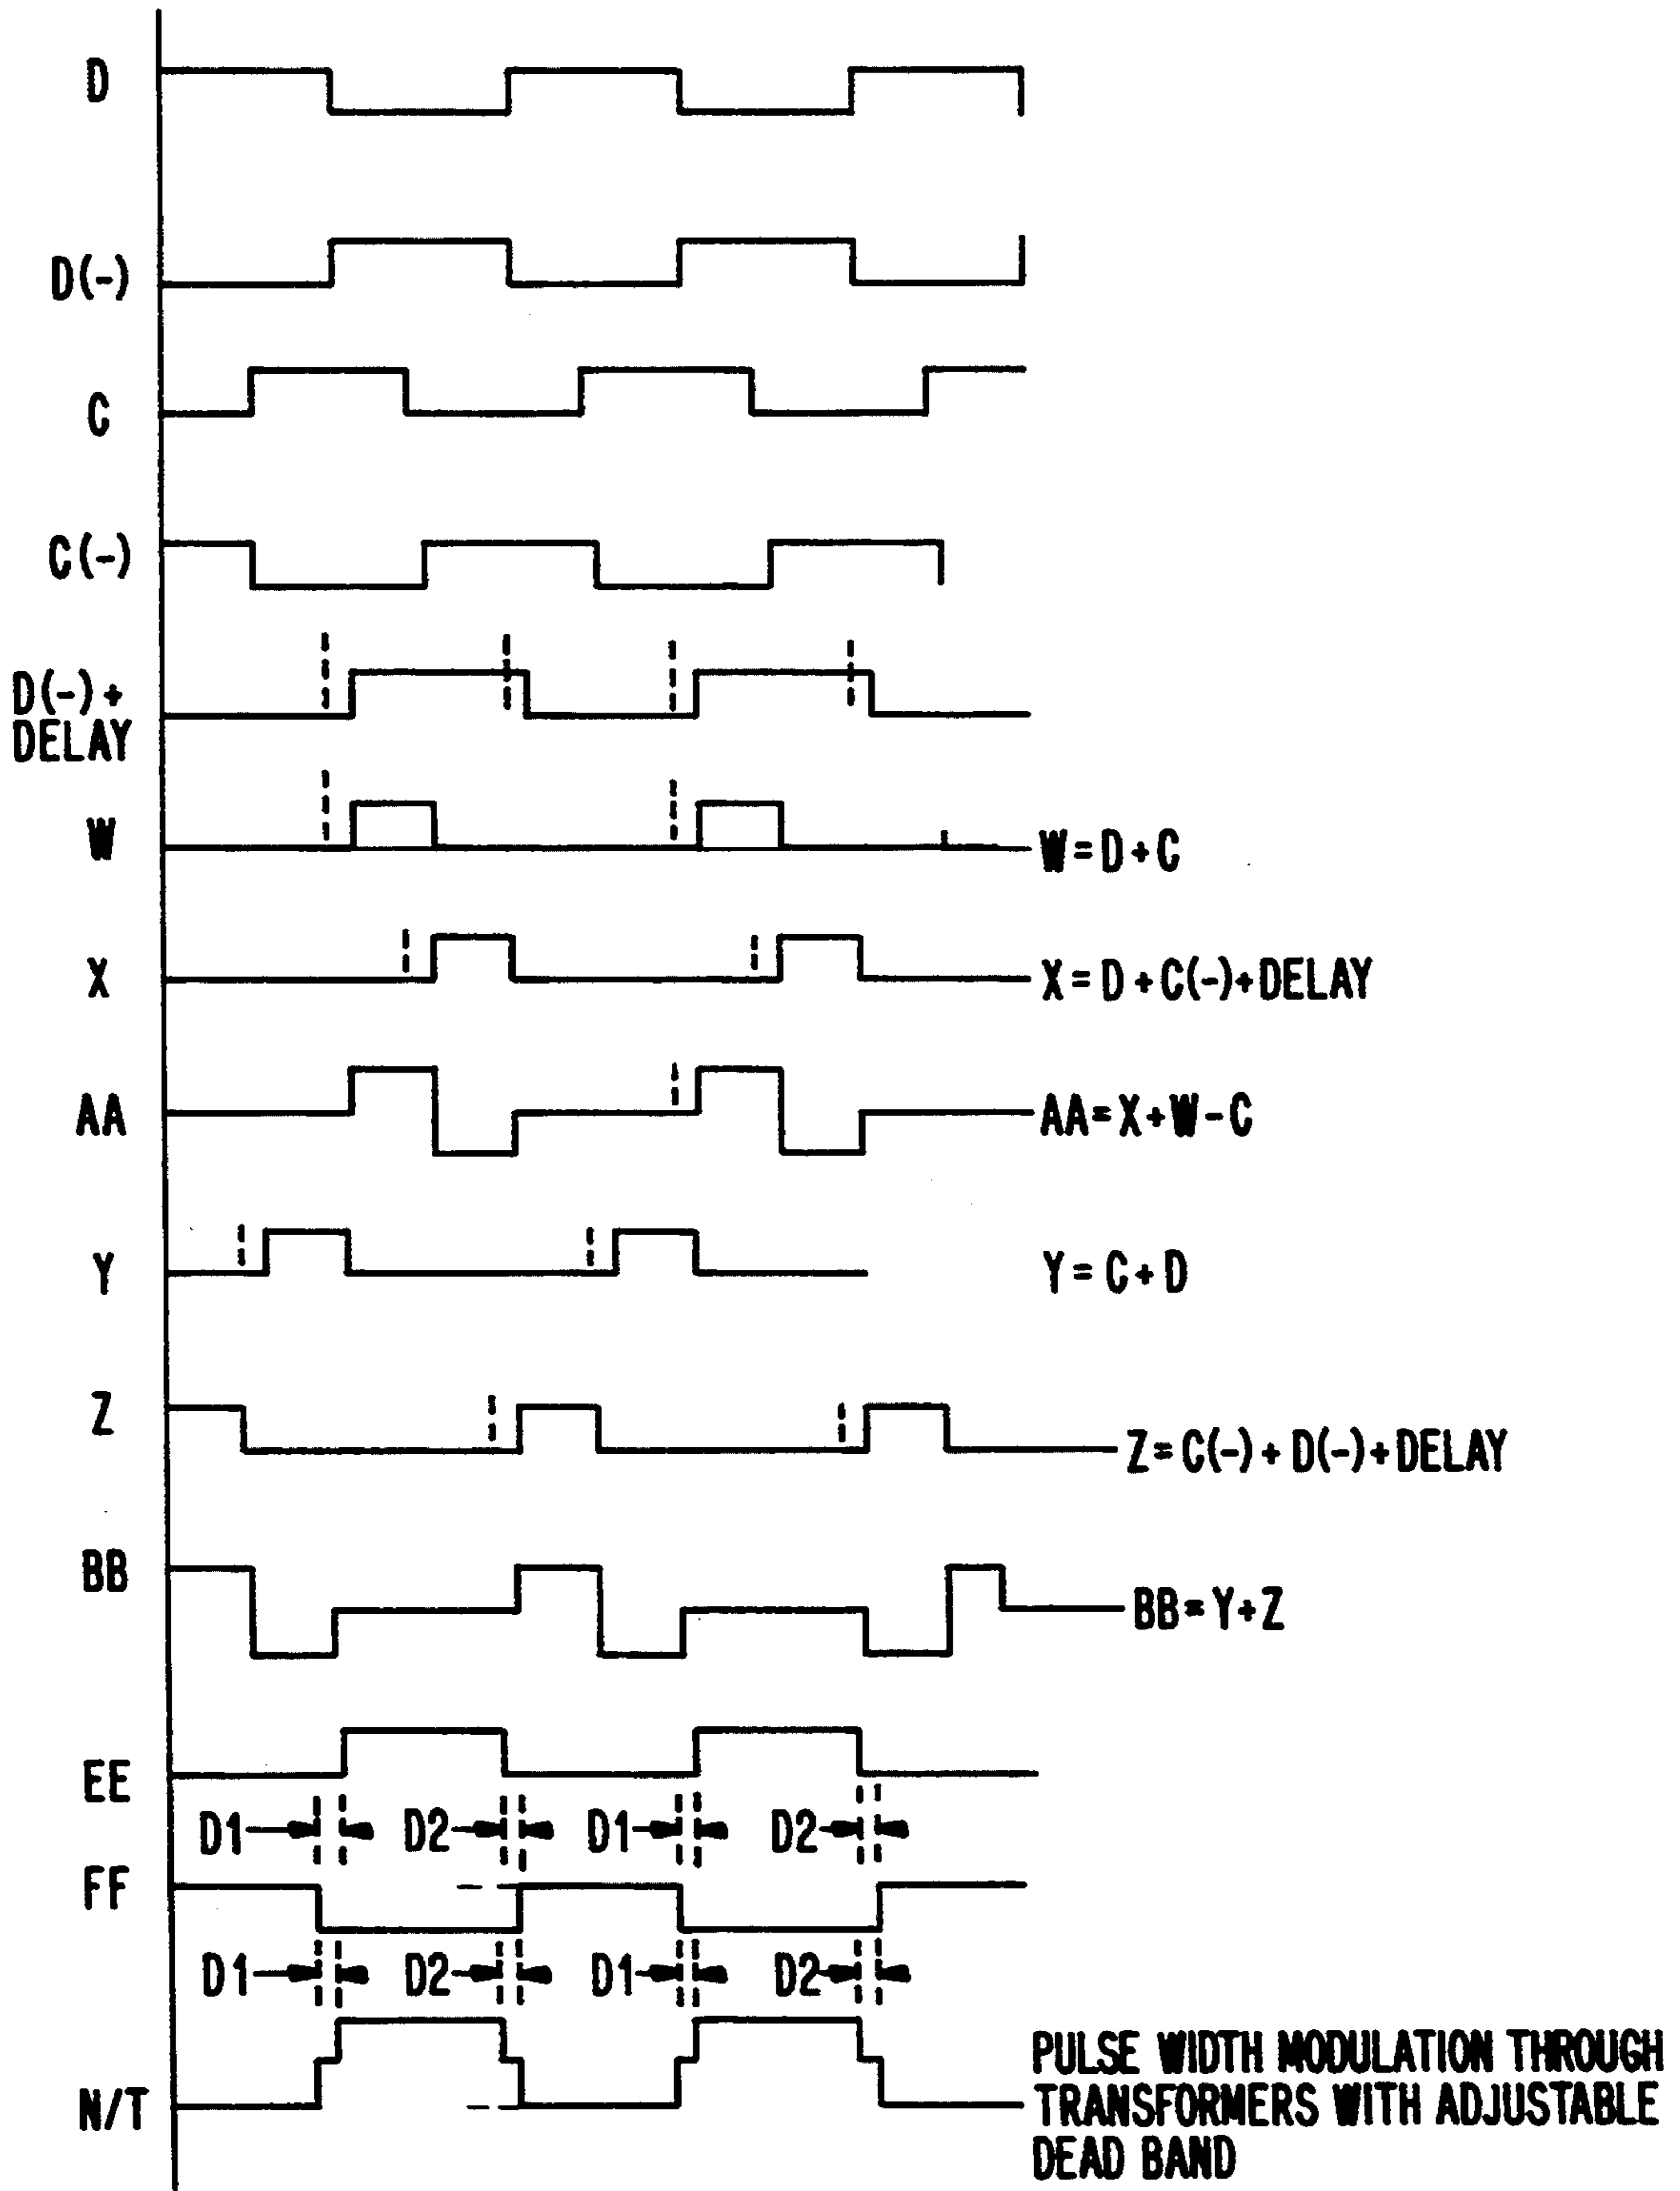 D
D(-)
C
C(-)
D(-)+
DELAY
W
W=D+C
X
X=D+C(-)+DELAY
AA
AA=X+W-C
Y
Y=C+D
Z
Z=C(-)+D(-)+DELAY
BB
BB=Y+Z
EE
D1 D2 D1 D2
FF
D1 D2 D1 D2
N/T
PULSE WIDTH MODULATION THROUGH
TRANSFORMERS WITH ADJUSTABLE
DEAD BAND